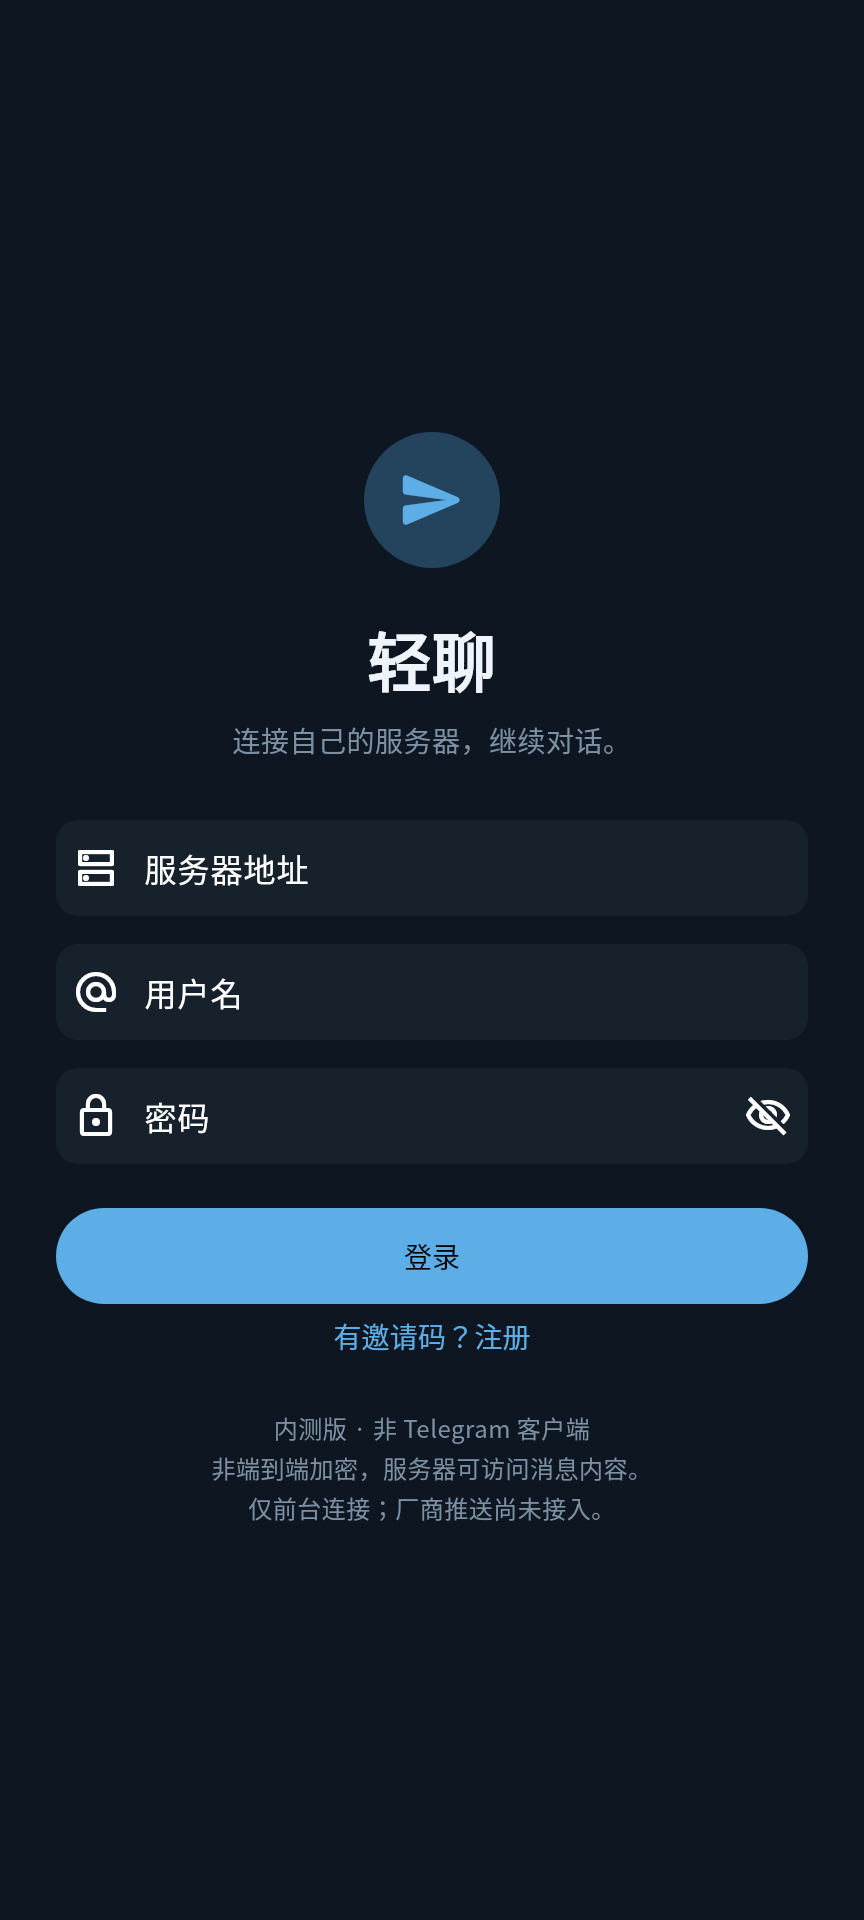 轻聊
连接自己的服务器，继续对话。
服务器地址
用户名
密码
登录
有邀请码？注册
内测版 · 非 Telegram 客户端
非端到端加密，服务器可访问消息内容。
仅前台连接；厂商推送尚未接入。